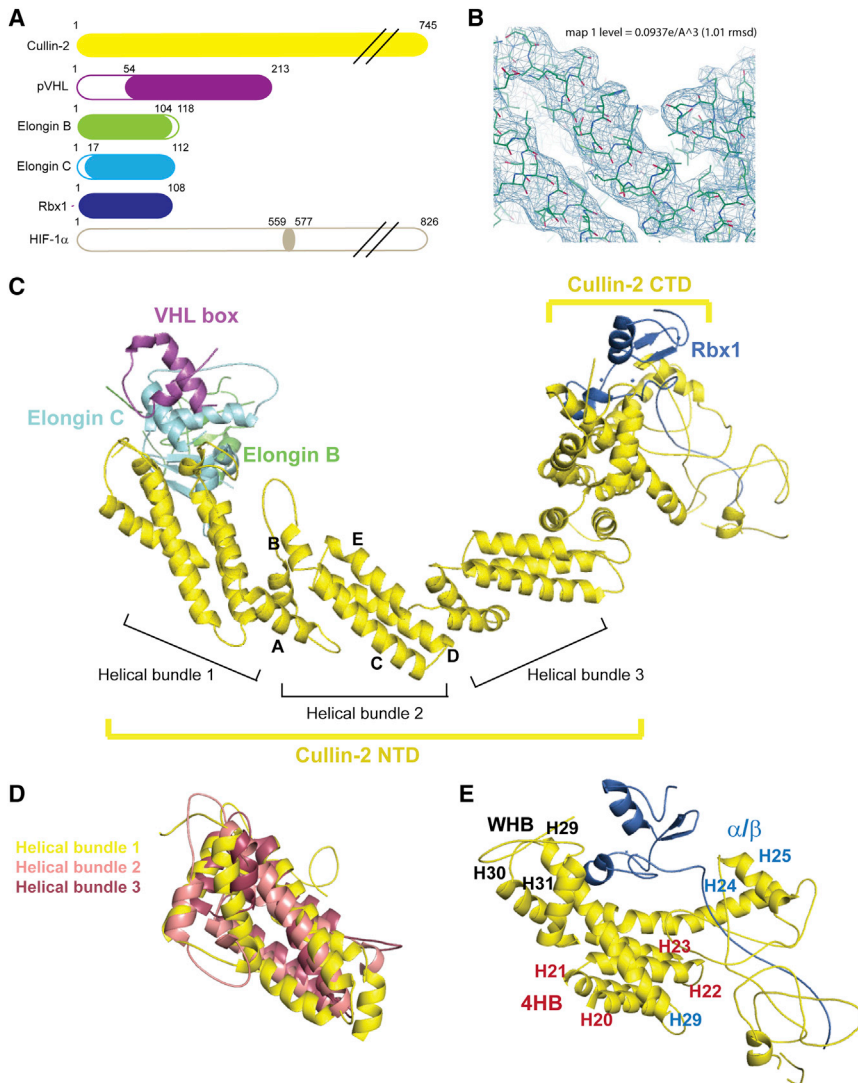 A
1 745
Cullin-2
1 54 213
pVHL
1 104 118
Elongin B
1 17 112
Elongin C
1 108
Rbx1
1 559 577 826
HIF-1α
B
map 1 level = 0.0937e/A^3 (1.01 rmsd)
C
Cullin-2 CTD
VHL box
Rbx1
Elongin C
Elongin B
B E
A C D
Helical bundle 1
Helical bundle 2
Helical bundle 3
Cullin-2 NTD
D
Helical bundle 1
Helical bundle 2
Helical bundle 3
E
WHB H29 α/β
H30 H31 H24 H25
H23
H21 H22
4HB H20 H29